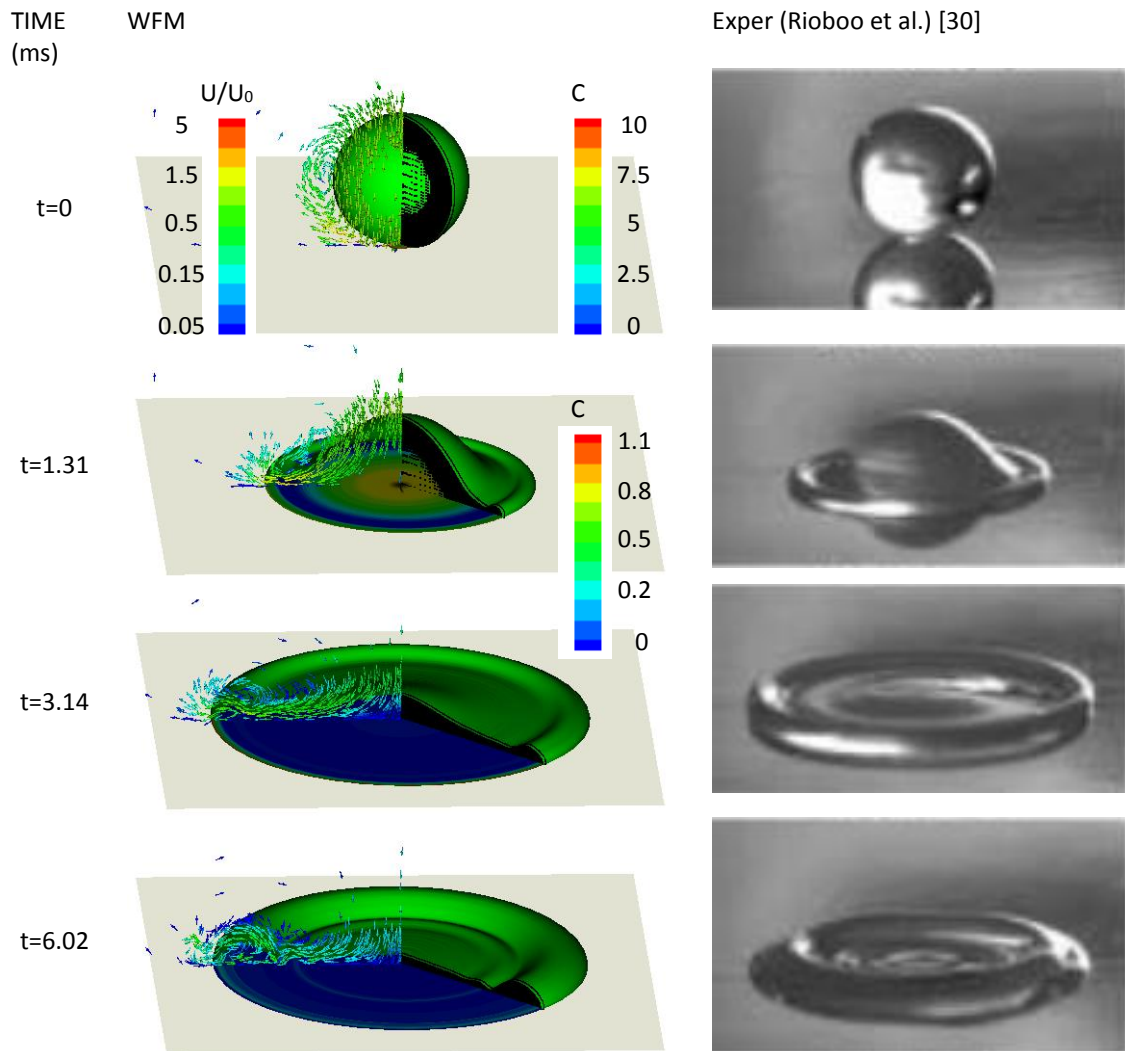 TIME
(ms)
WFM
Exper (Rioboo et al.) [30]
U/U₀
5
1.5
0.5
0.15
0.05
C
10
7.5
5
2.5
0
t=0
t=1.31
C
1.1
0.8
0.5
0.2
0
t=3.14
t=6.02